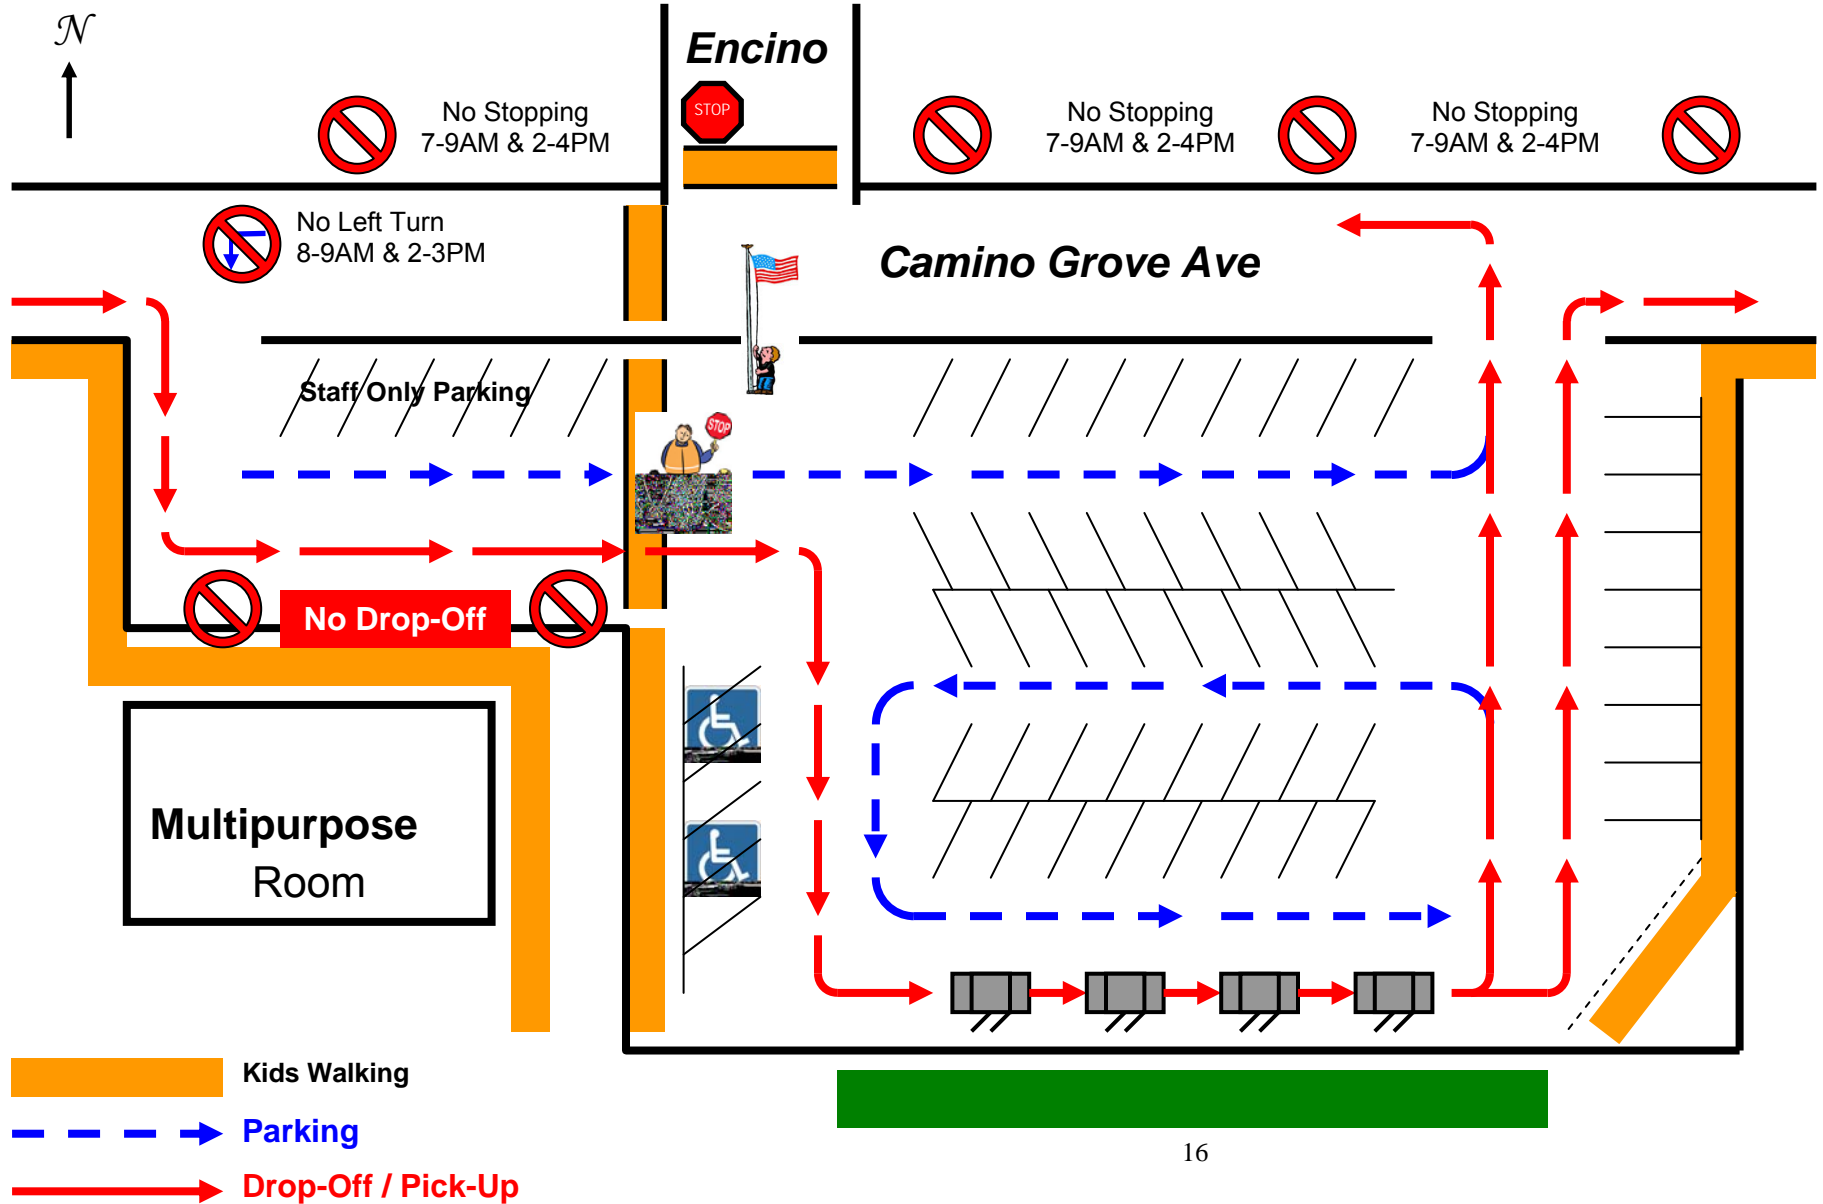 N
Encino
STOP
No Stopping
7-9AM & 2-4PM
No Stopping
7-9AM & 2-4PM
No Stopping
7-9AM & 2-4PM
No Left Turn
8-9AM & 2-3PM
Camino Grove Ave
Staff Only Parking
STOP
No Drop-Off
Multipurpose
Room
Kids Walking
Parking
Drop-Off / Pick-Up
16